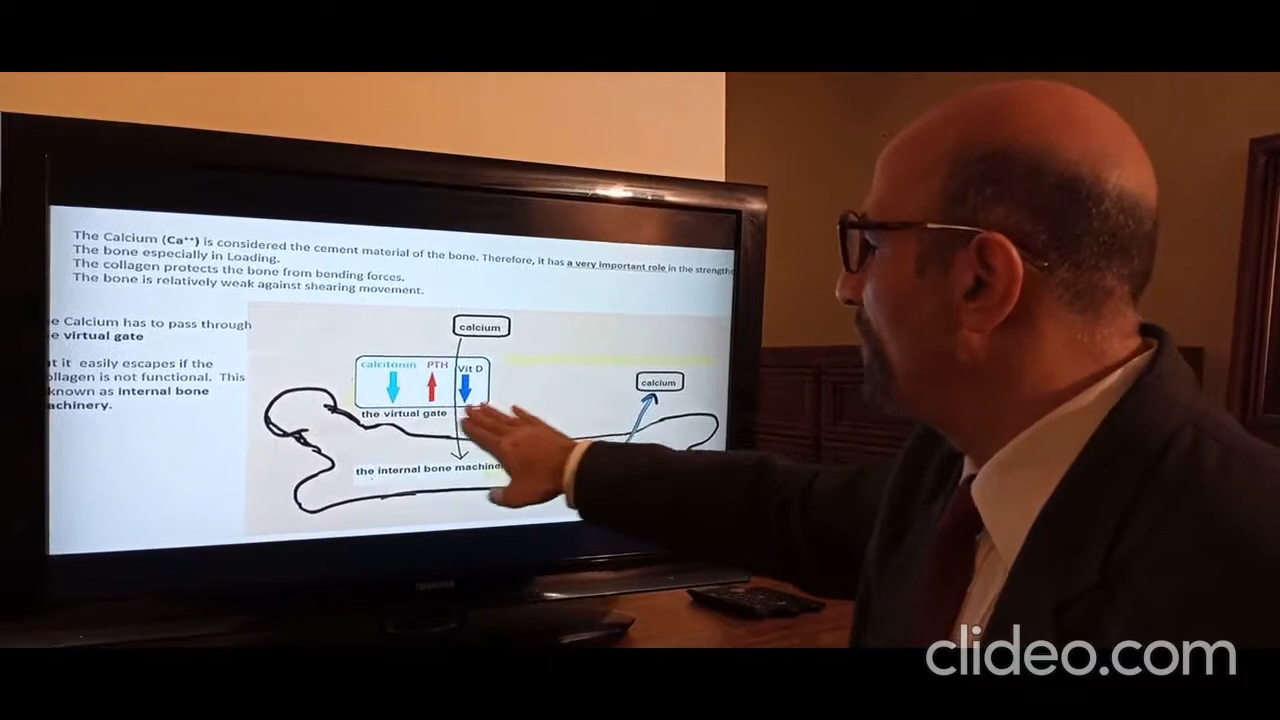 The Calcium (Ca⁺⁺) is considered the cement material of the bone. Therefore, it has a very important role in the strength
The bone especially in Loading.
The collagen protects the bone from bending forces.
The bone is relatively weak against shearing movement.
e Calcium has to pass through
e virtual gate
t it easily escapes if the
llagen is not functional. This
known as internal bone
achinery.
calcium
calcitonin PTH Vit D
the virtual gate
calcium
the internal bone machine
clideo.com